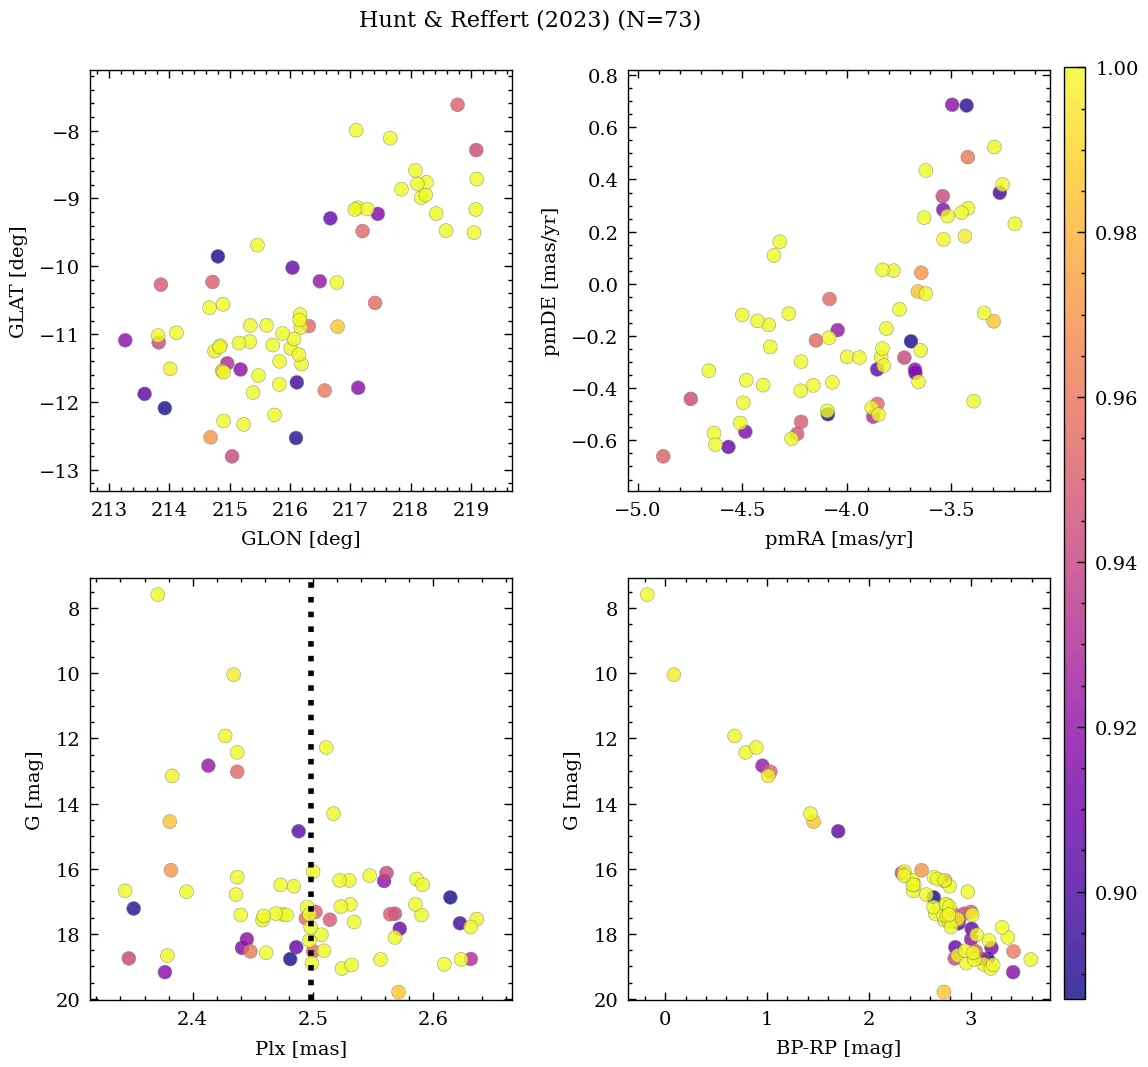 Hunt & Reffert (2023) (N=73)
−8
−9
−10
−11
−12
−13
GLAT [deg]
213 214 215 216 217 218 219
GLON [deg]
0.8
0.6
0.4
0.2
0.0
−0.2
−0.4
−0.6
pmDE [mas/yr]
−5.0 −4.5 −4.0 −3.5
pmRA [mas/yr]
8
10
12
14
16
18
20
G [mag]
2.4 2.5 2.6
Plx [mas]
8
10
12
14
16
18
20
G [mag]
0 1 2 3
BP-RP [mag]
1.00
0.98
0.96
0.94
0.92
0.90